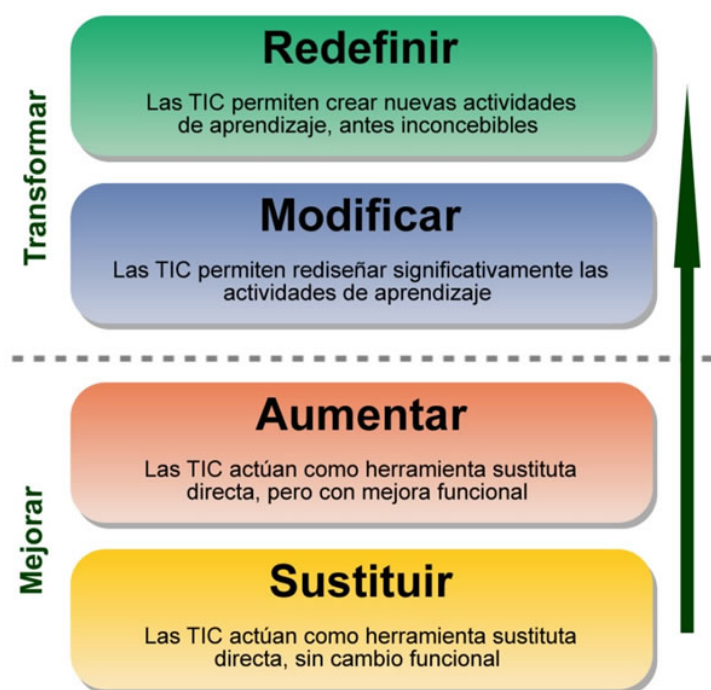 Transformar
Redefinir
Las TIC permiten crear nuevas actividades
de aprendizaje, antes inconcebibles
Modificar
Las TIC permiten rediseñar significativamente las
actividades de aprendizaje
Mejorar
Aumentar
Las TIC actúan como herramienta sustituta
directa, pero con mejora funcional
Sustituir
Las TIC actúan como herramienta sustituta
directa, sin cambio funcional